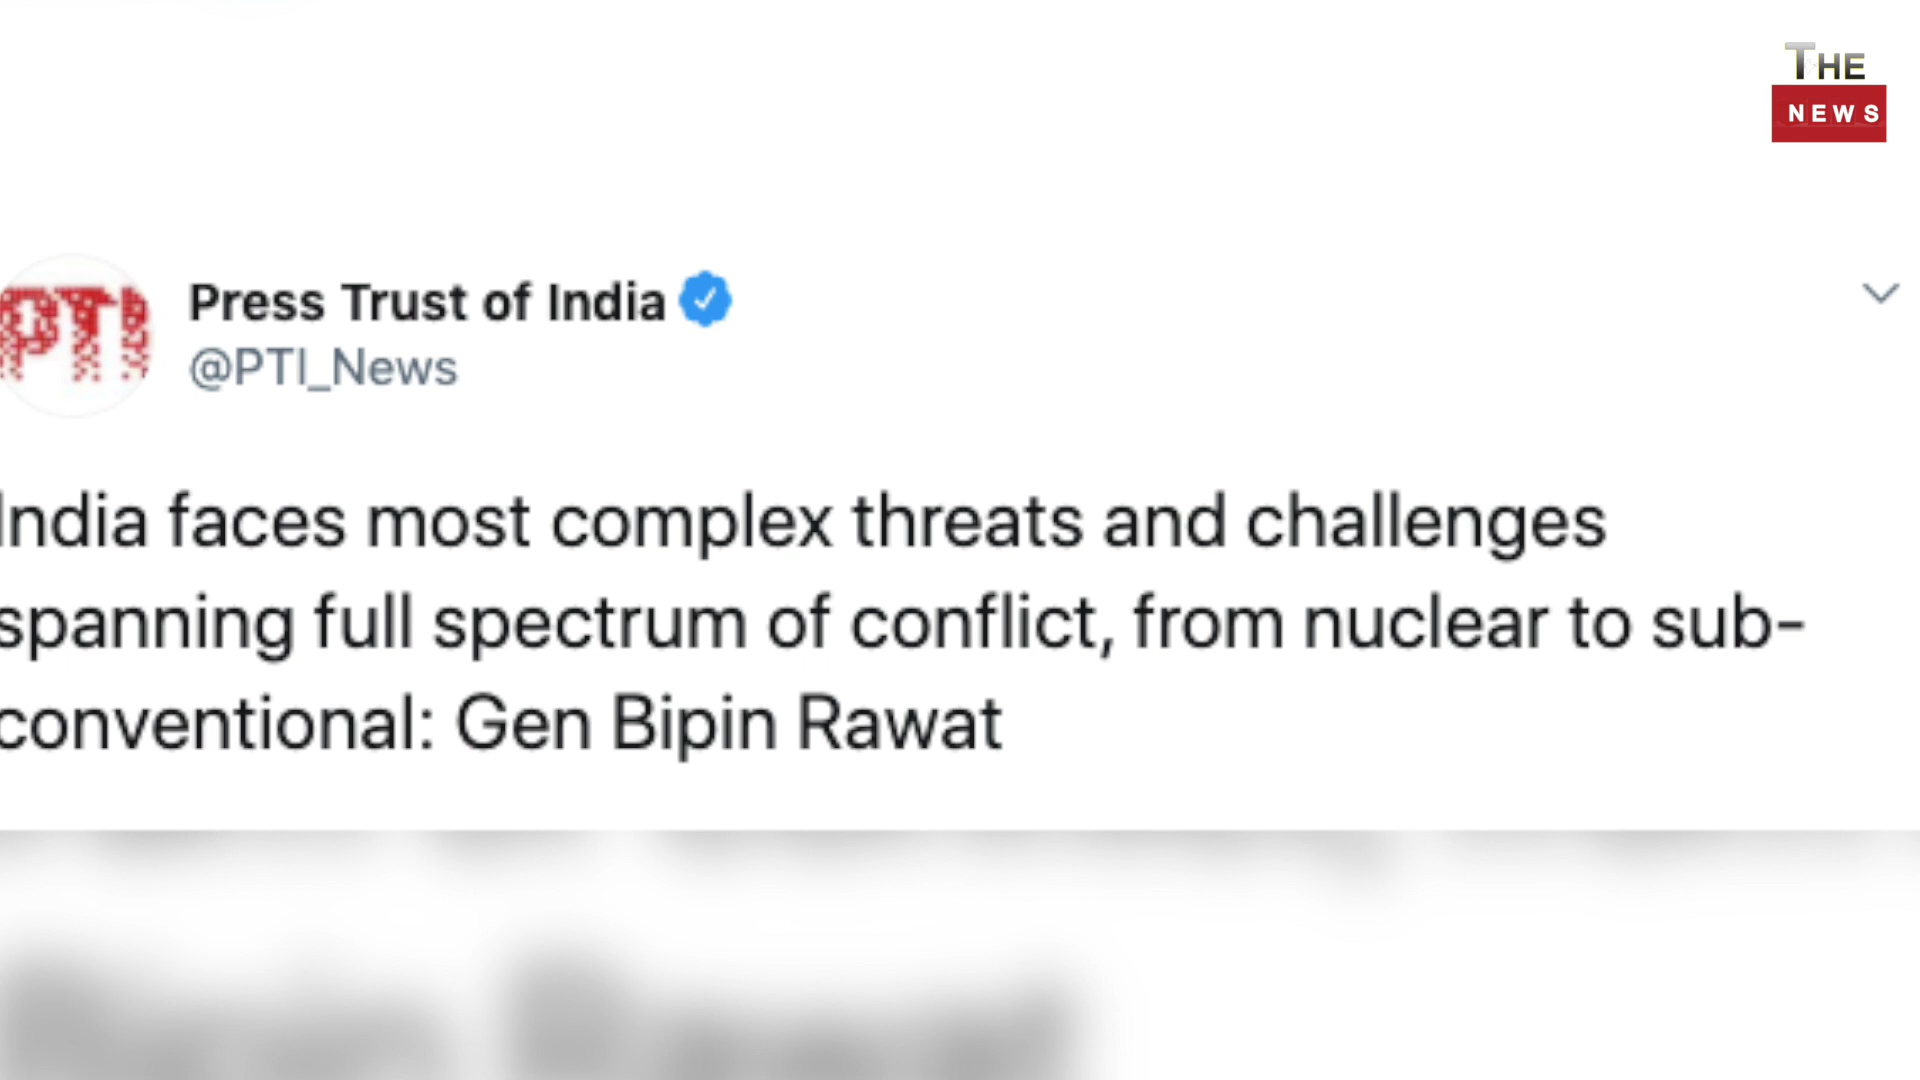 THE
NEWS
PTI
Press Trust of India
@PTI_News
India faces most complex threats and challenges
spanning full spectrum of conflict, from nuclear to sub-
conventional: Gen Bipin Rawat